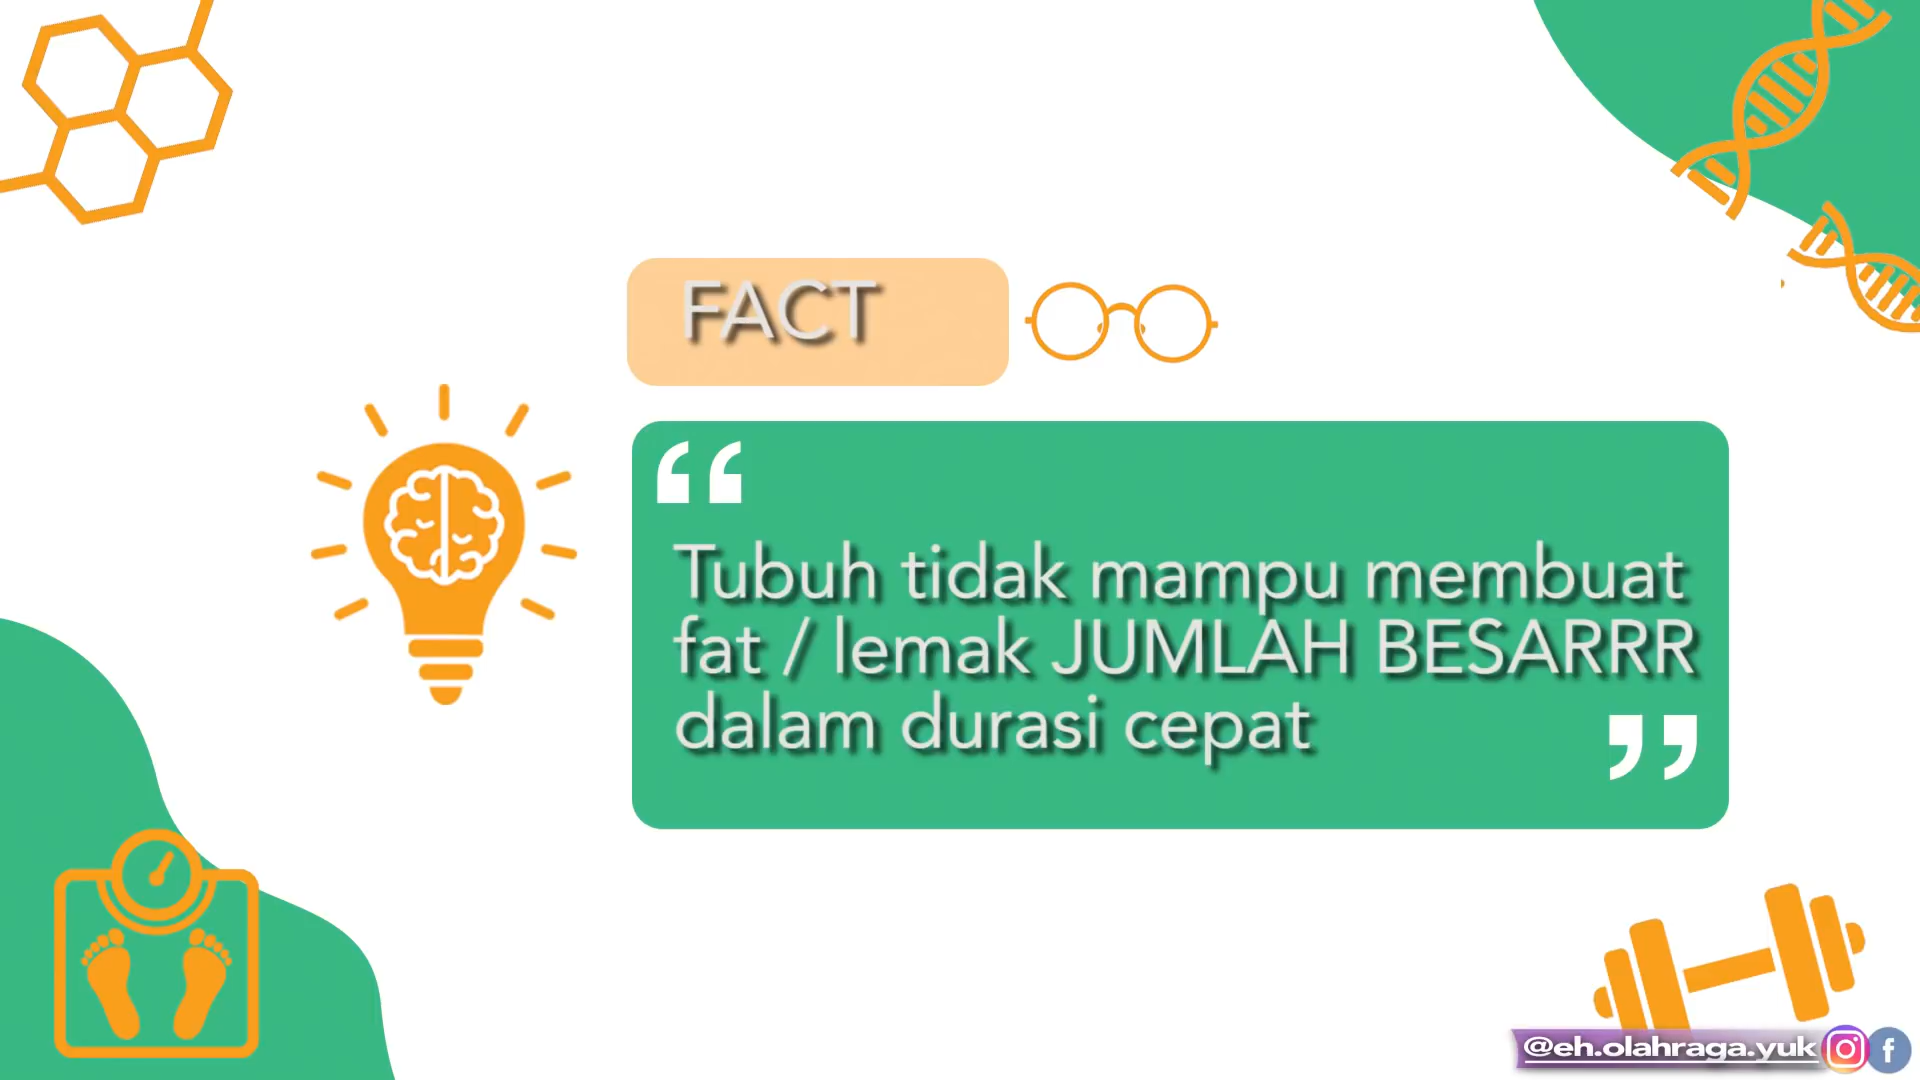 FACT
“
Tubuh tidak mampu membuat
fat / lemak JUMLAH BESARRR
dalam durasi cepat
”
@eh.olahraga.yuk